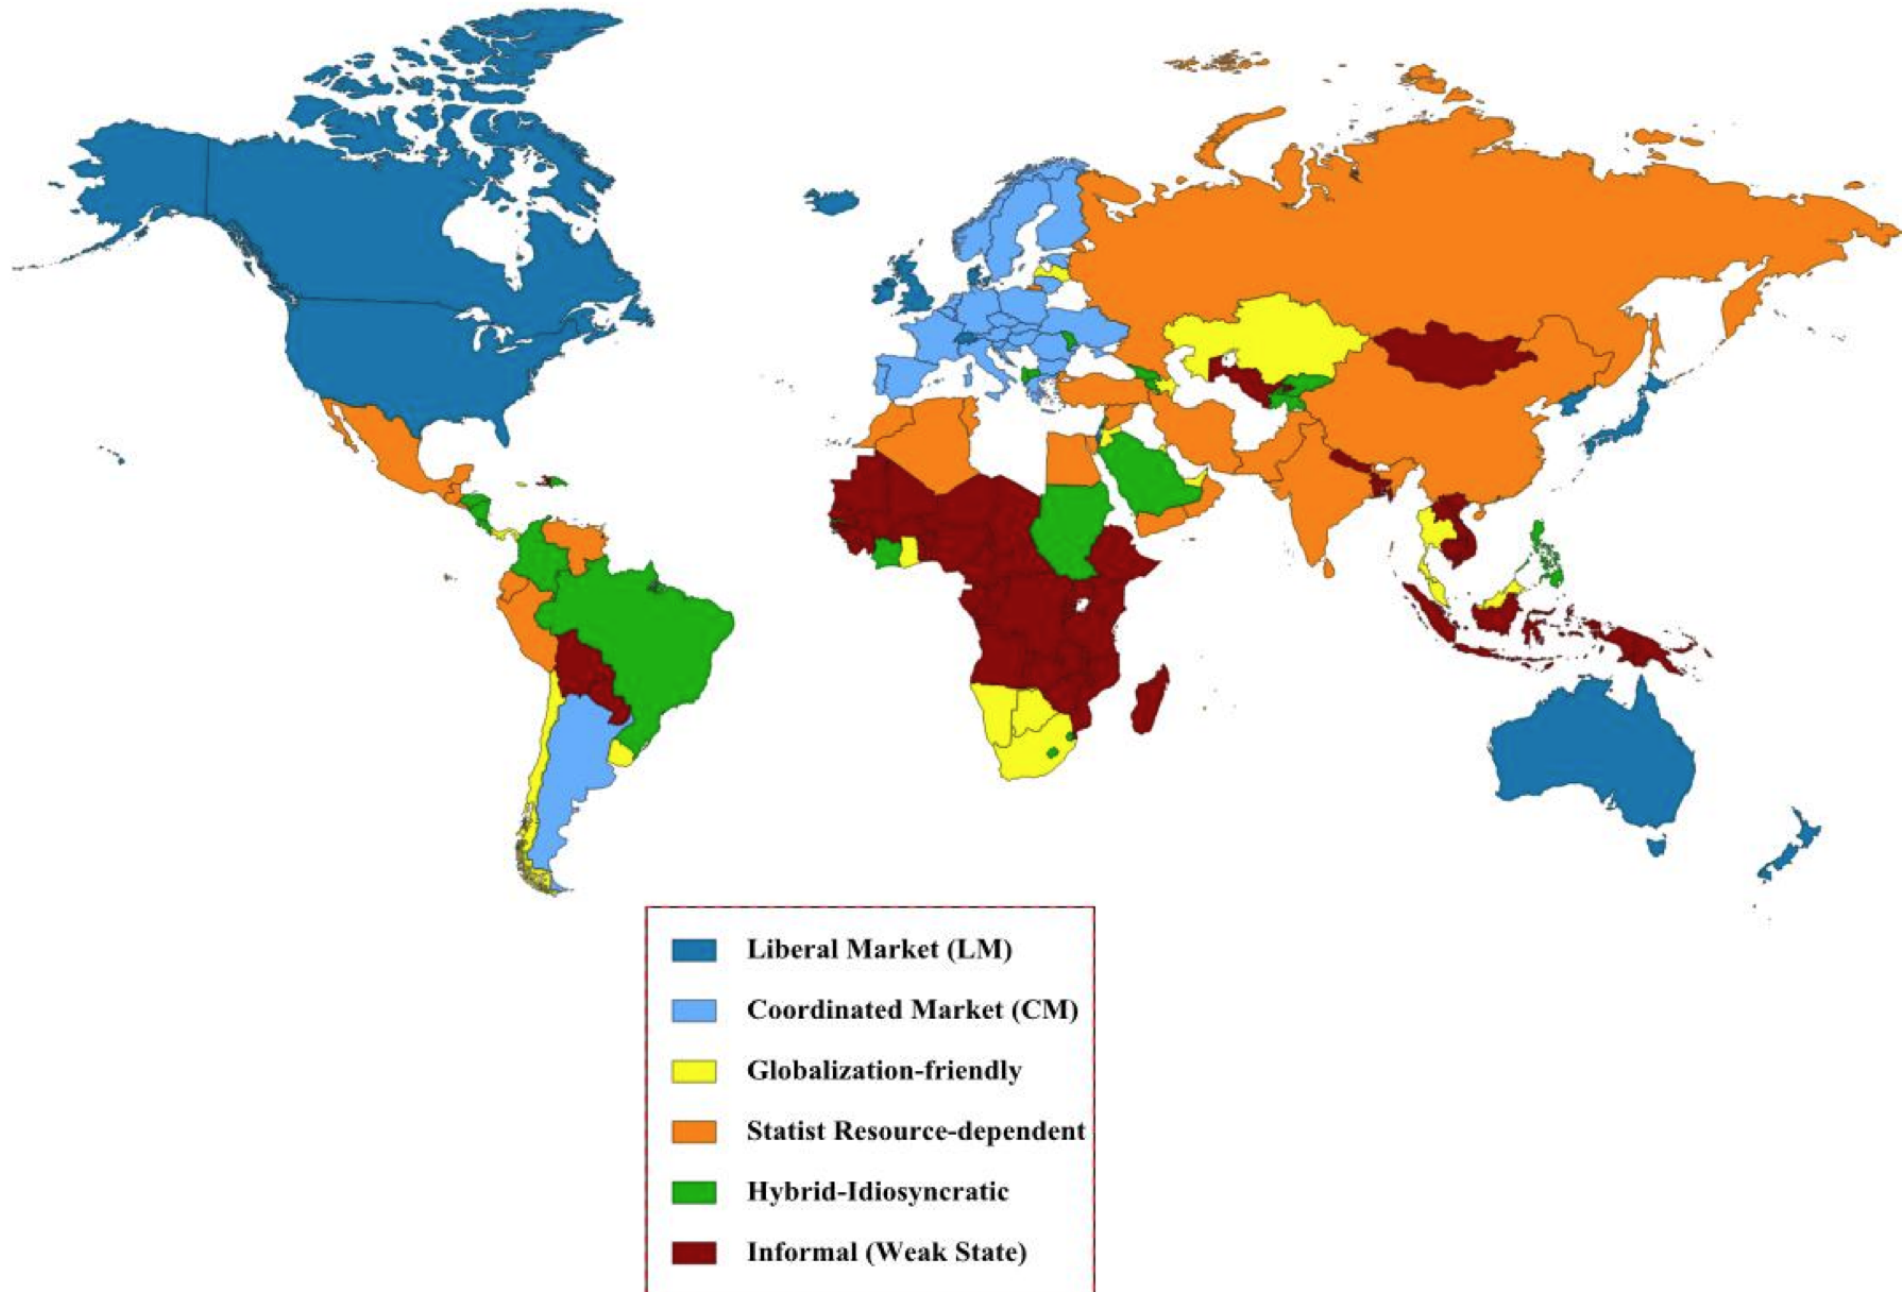 Liberal Market (LM)
Coordinated Market (CM)
Globalization-friendly
Statist Resource-dependent
Hybrid-Idiosyncratic
Informal (Weak State)